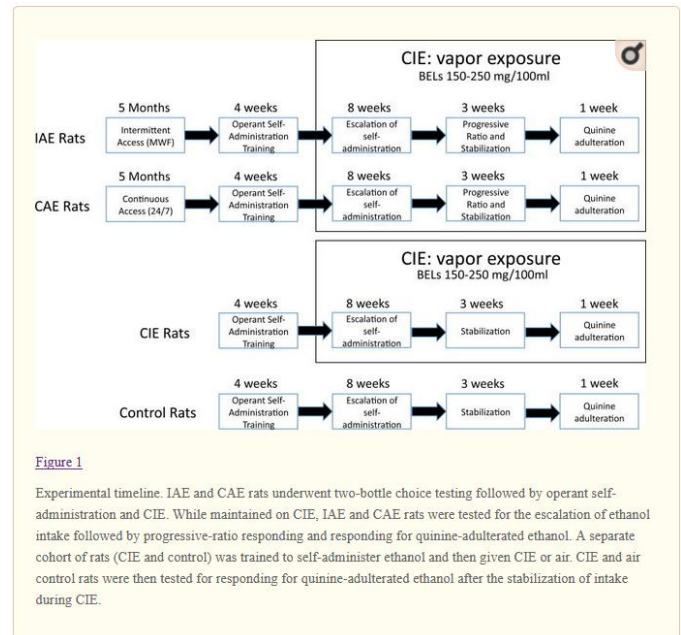 CIE: vapor exposure
BELs 150-250 mg/100ml
5 Months
4 weeks
8 weeks
3 weeks
1 week
IAE Rats
Intermittent
Access (MWF)
Operant Self-
Administration
Training
Escalation of
self-
administration
Progressive
Ratio and
Stabilization
Quinine
adulteration
5 Months
4 weeks
8 weeks
3 weeks
1 week
CAE Rats
Continuous
Access (24/7)
Operant Self-
Administration
Training
Escalation of
self-
administration
Progressive
Ratio and
Stabilization
Quinine
adulteration
CIE: vapor exposure
BELs 150-250 mg/100ml
4 weeks
8 weeks
3 weeks
1 week
CIE Rats
Operant Self-
Administration
Training
Escalation of
self-
administration
Stabilization
Quinine
adulteration
4 weeks
8 weeks
3 weeks
1 week
Control Rats
Operant Self-
Administration
Training
Escalation of
self-
administration
Stabilization
Quinine
adulteration
Figure 1
Experimental timeline. IAE and CAE rats underwent two-bottle choice testing followed by operant self-
administration and CIE. While maintained on CIE, IAE and CAE rats were tested for the escalation of ethanol
intake followed by progressive-ratio responding and responding for quinine-adulterated ethanol. A separate
cohort of rats (CIE and control) was trained to self-administer ethanol and then given CIE or air. CIE and air
control rats were then tested for responding for quinine-adulterated ethanol after the stabilization of intake
during CIE.